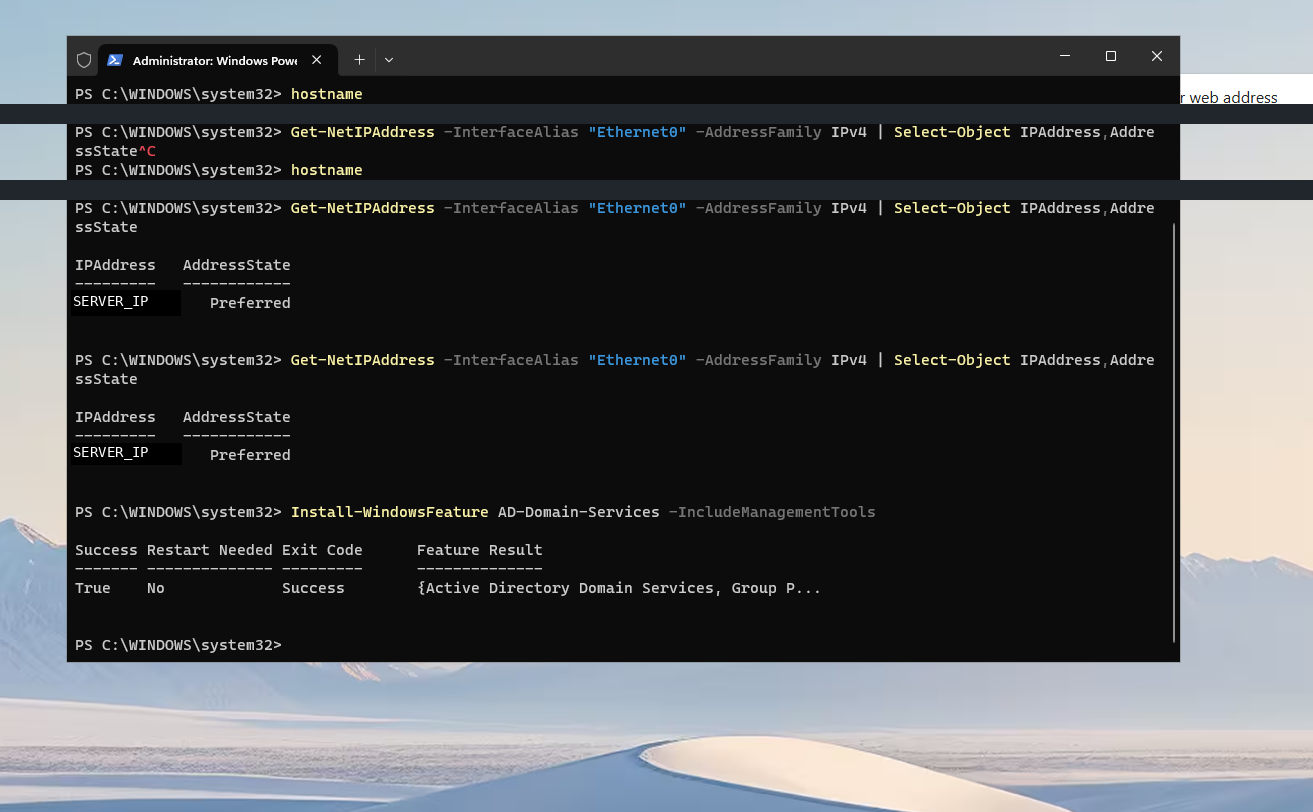 Administrator: Windows Powe
PS C:\WINDOWS\system32> hostname
r web address
PS C:\WINDOWS\system32> Get-NetIPAddress -InterfaceAlias "Ethernet0" -AddressFamily IPv4 | Select-Object IPAddress,Addre
ssState^C
PS C:\WINDOWS\system32> hostname
PS C:\WINDOWS\system32> Get-NetIPAddress -InterfaceAlias "Ethernet0" -AddressFamily IPv4 | Select-Object IPAddress,Addre
ssState
IPAddress   AddressState
---------   ------------
SERVER_IP      Preferred
PS C:\WINDOWS\system32> Get-NetIPAddress -InterfaceAlias "Ethernet0" -AddressFamily IPv4 | Select-Object IPAddress,Addre
ssState
IPAddress   AddressState
---------   ------------
SERVER_IP      Preferred
PS C:\WINDOWS\system32> Install-WindowsFeature AD-Domain-Services -IncludeManagementTools
Success Restart Needed Exit Code      Feature Result
------- -------------- ---------      --------------
True    No             Success        {Active Directory Domain Services, Group P...
PS C:\WINDOWS\system32>